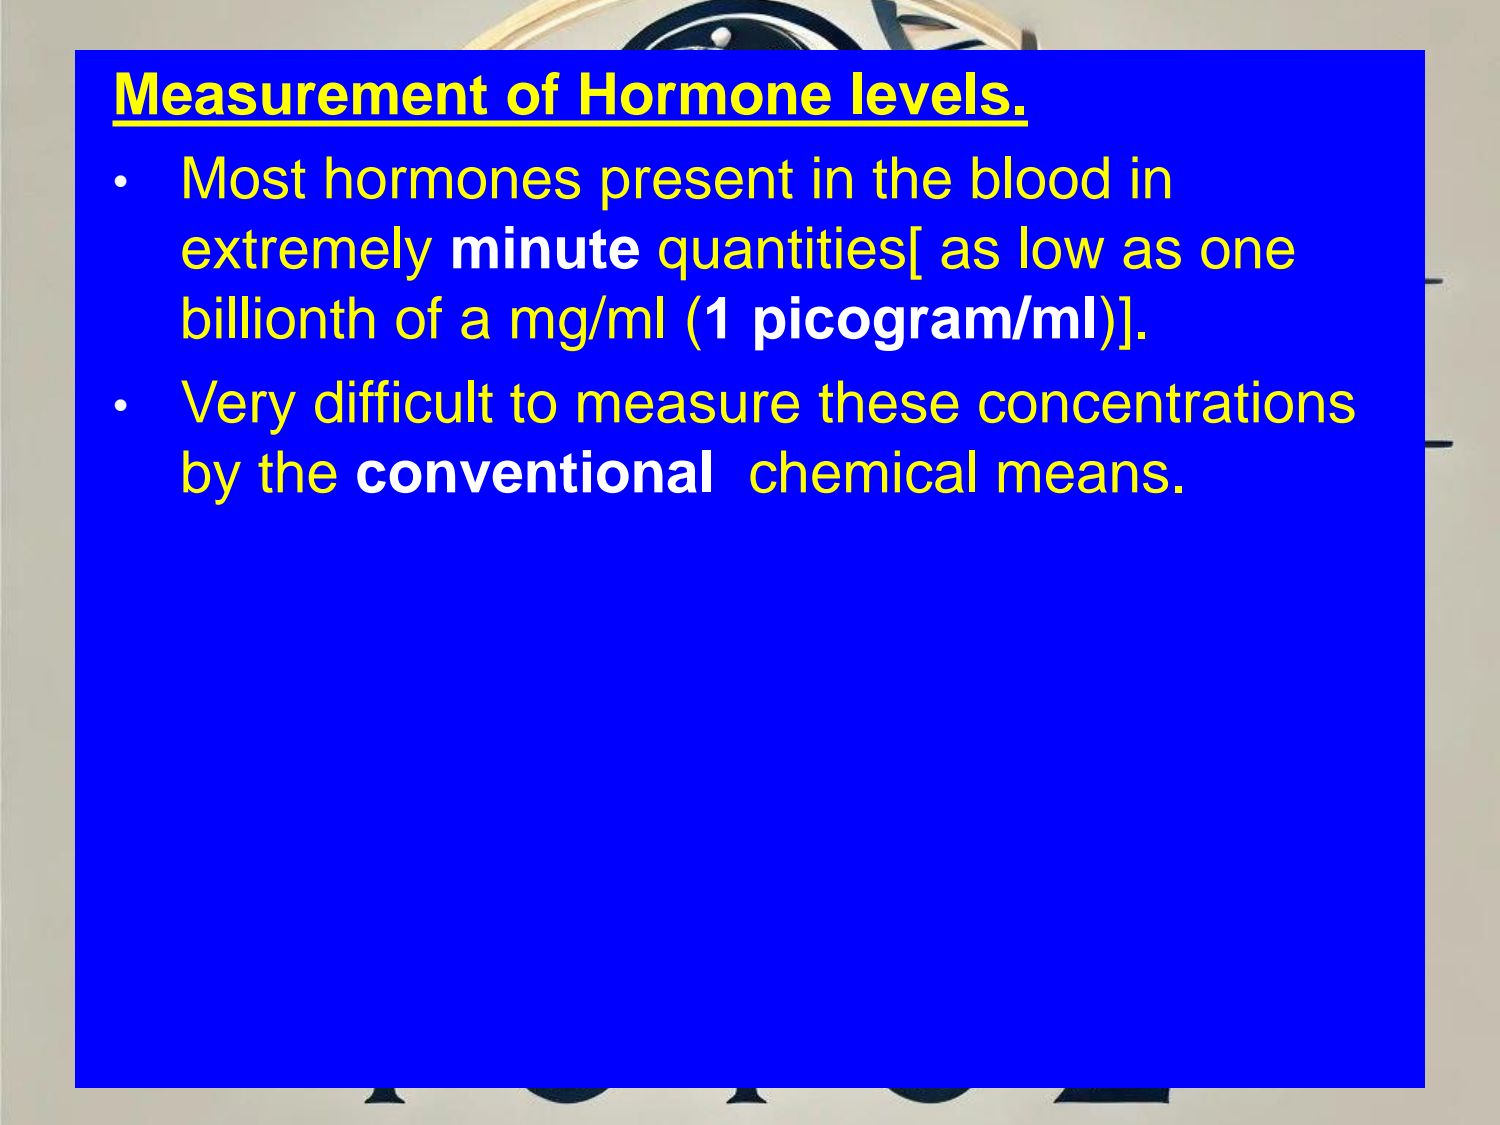 Measurement of Hormone levels.
• Most hormones present in the blood in
extremely minute quantities[ as low as one
billionth of a mg/ml (1 picogram/ml)].
• Very difficult to measure these concentrations
by the conventional  chemical means.